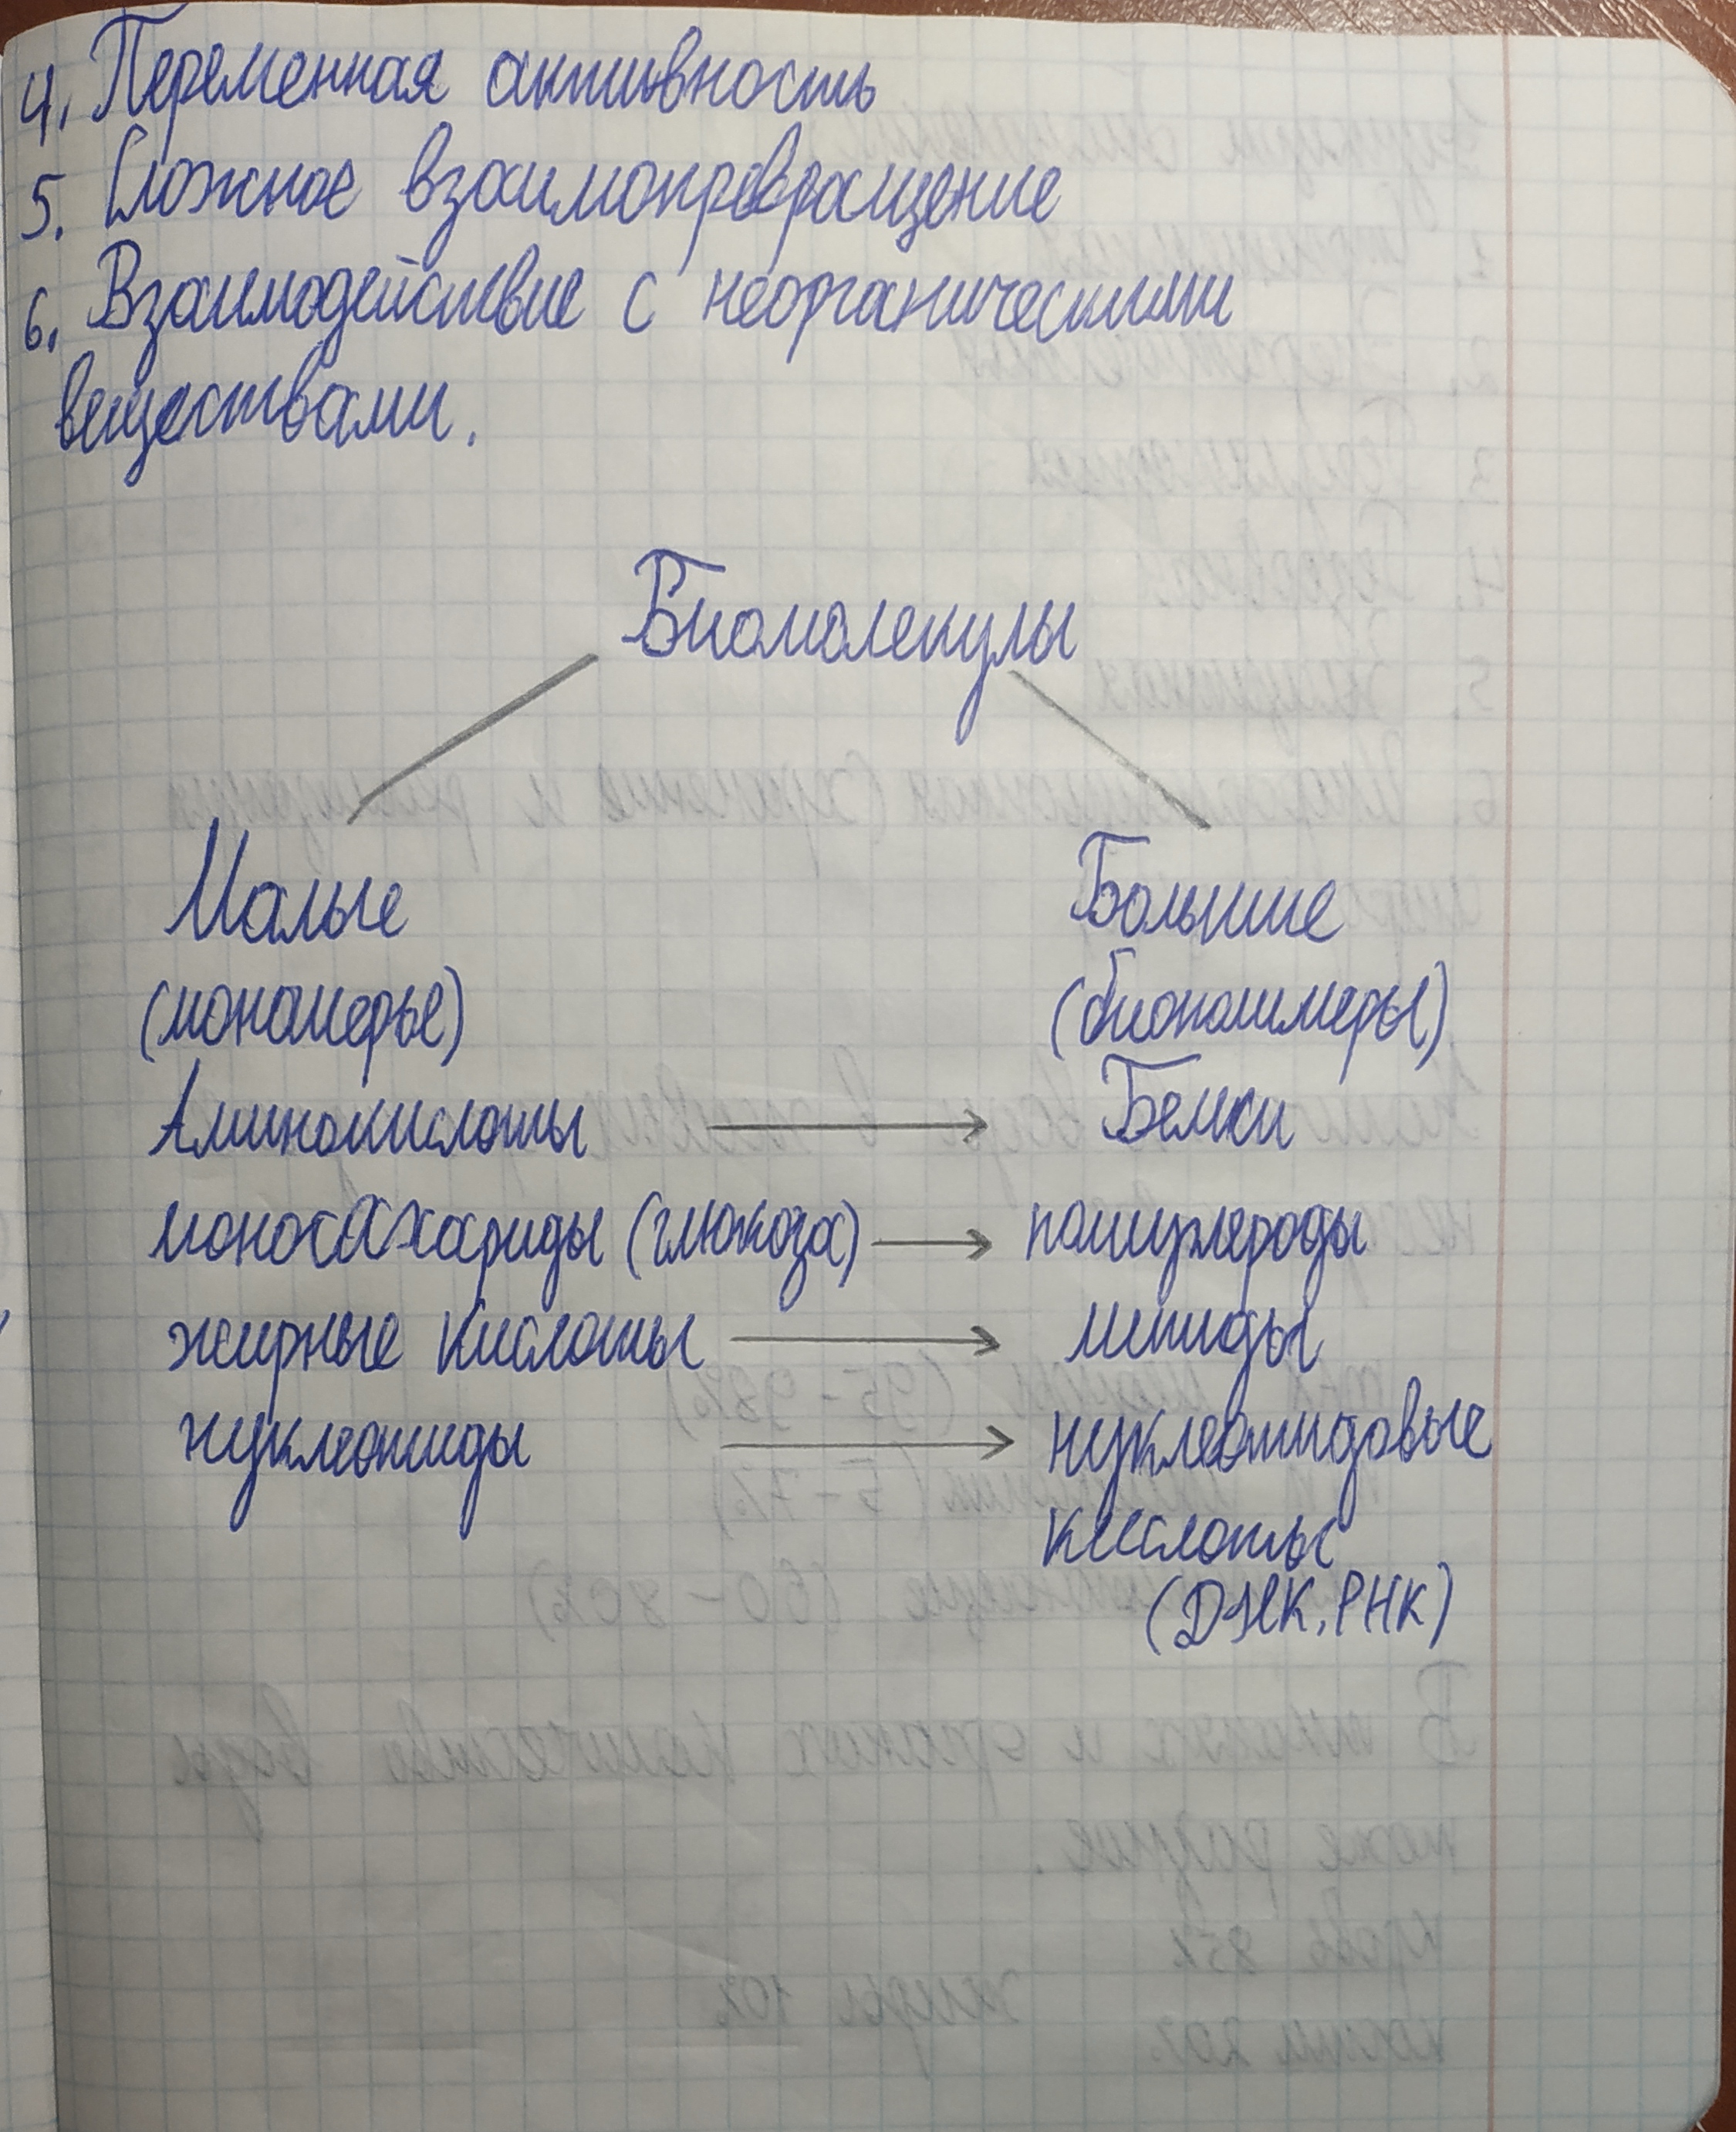 4. Переменная активность
5. Сложное взаимопревращение
6. Взаимодействие с неорганическими
веществами.
Биомолекулы
Малые Большие
(мономеры) (биополимеры)
Аминокислоты → Белки
моносахариды (глюкоза) → полиуглероды
жирные кислоты → липиды
нуклеотиды → нуклеотидовые
кислоты
(ДНК, РНК)